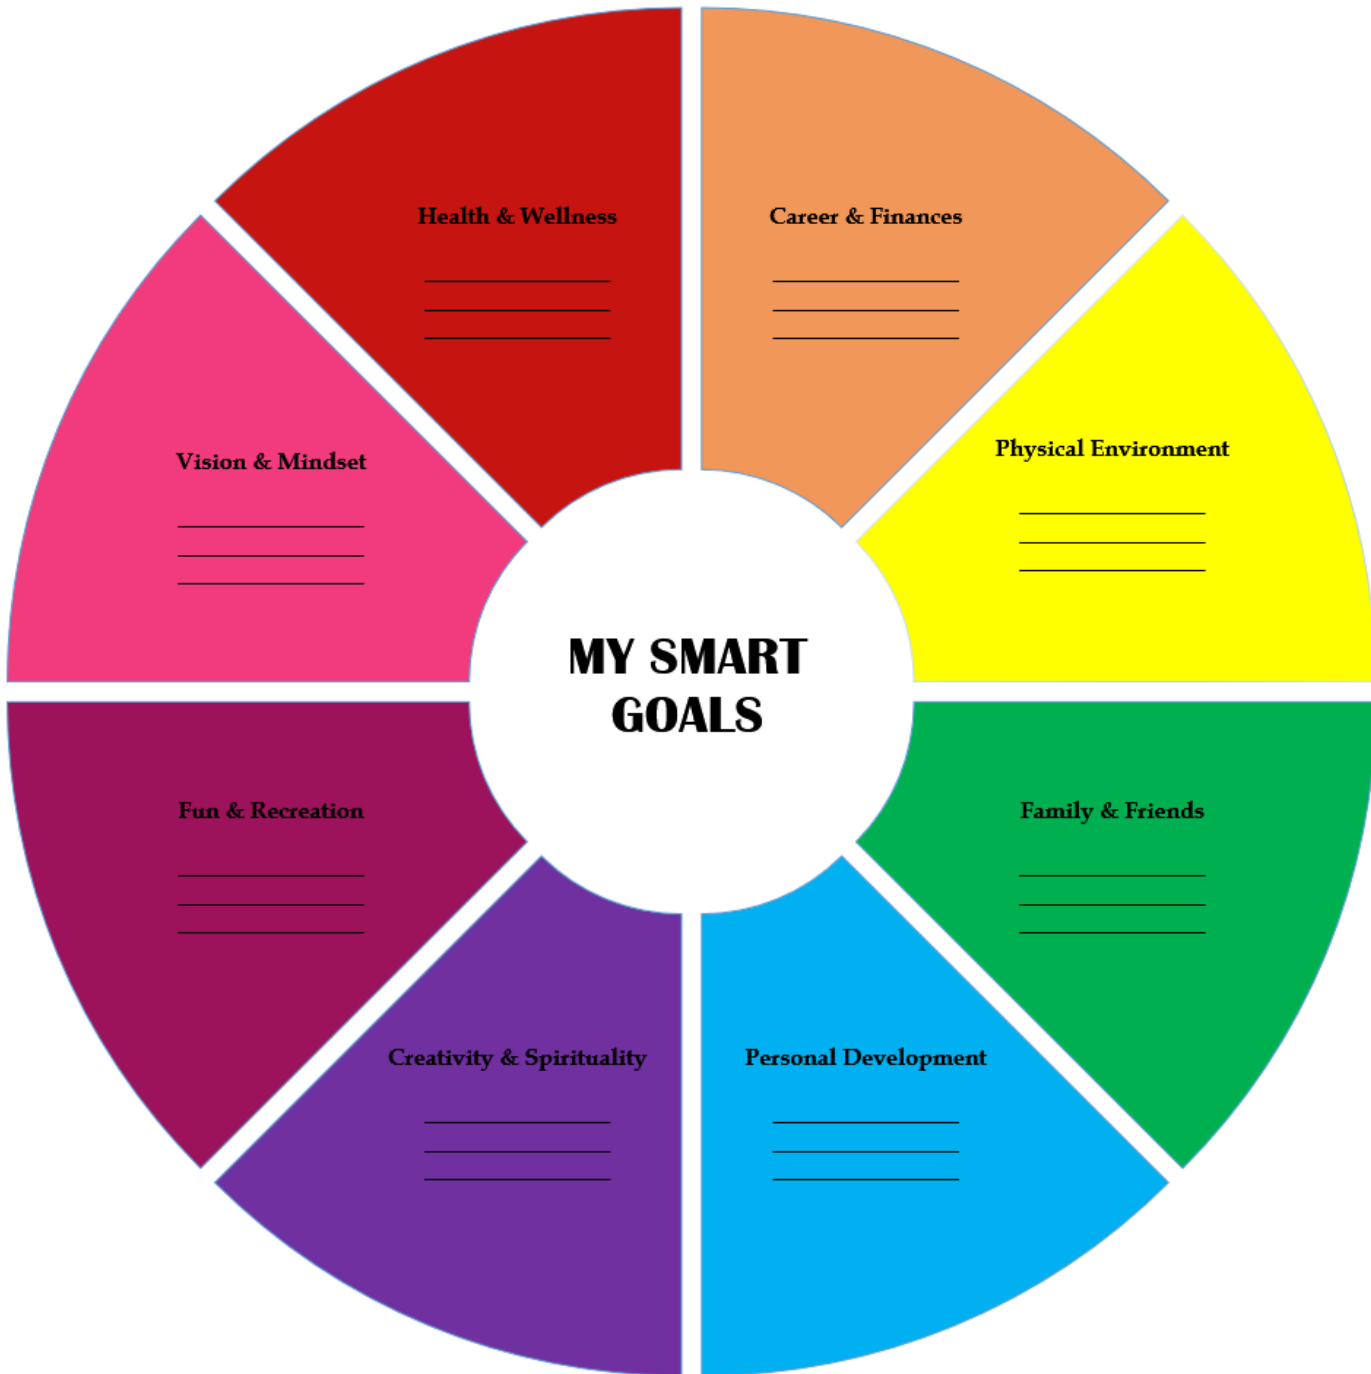 Health & Wellness
Career & Finances
Physical Environment
Vision & Mindset
MY SMART
GOALS
Fun & Recreation
Family & Friends
Creativity & Spirituality
Personal Development